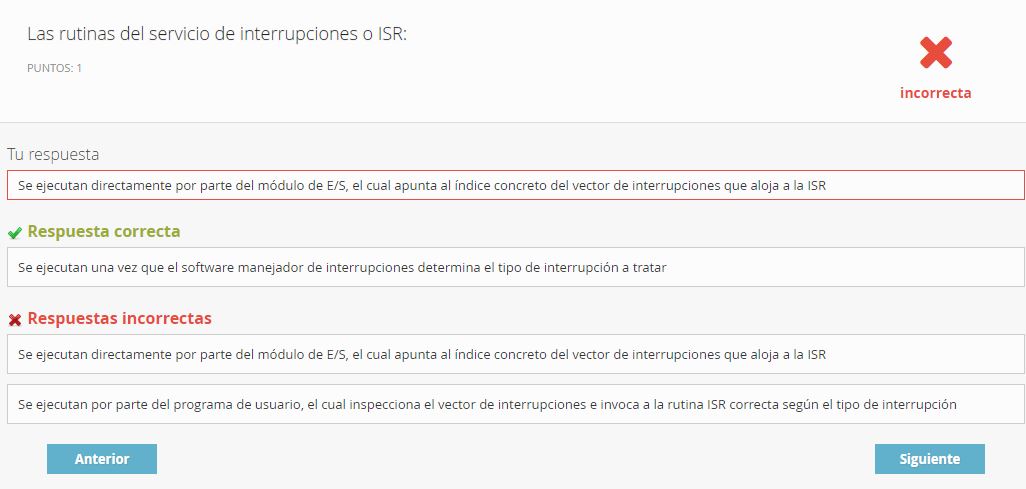 Las rutinas del servicio de interrupciones o ISR:
PUNTOS: 1
incorrecta
Tu respuesta
Se ejecutan directamente por parte del módulo de E/S, el cual apunta al índice concreto del vector de interrupciones que aloja a la ISR
Respuesta correcta
Se ejecutan una vez que el software manejador de interrupciones determina el tipo de interrupción a tratar
Respuestas incorrectas
Se ejecutan directamente por parte del módulo de E/S, el cual apunta al índice concreto del vector de interrupciones que aloja a la ISR
Se ejecutan por parte del programa de usuario, el cual inspecciona el vector de interrupciones e invoca a la rutina ISR correcta según el tipo de interrupción
Anterior
Siguiente